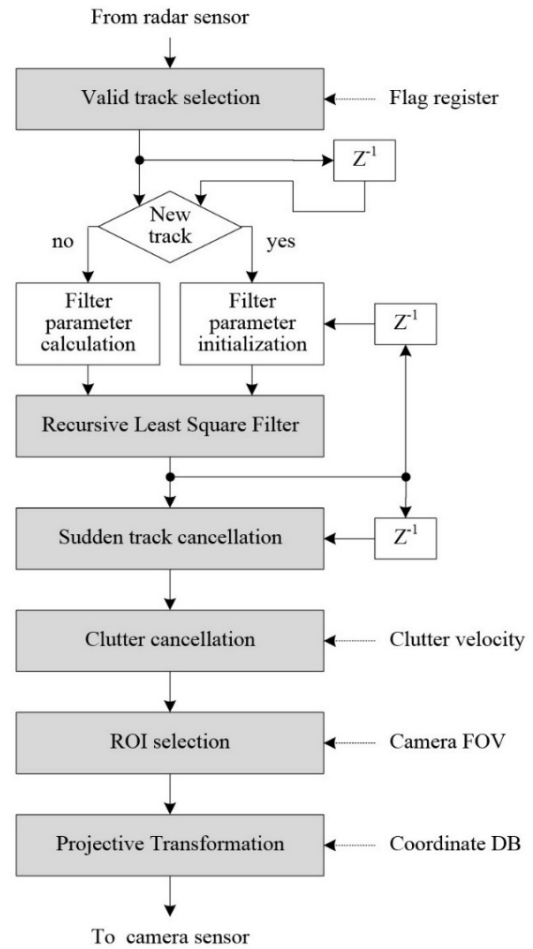 From radar sensor
Valid track selection
Flag register
Z⁻¹
New
track
no
yes
Filter
parameter
calculation
Filter
parameter
initialization
Z⁻¹
Recursive Least Square Filter
Sudden track cancellation
Z⁻¹
Clutter cancellation
Clutter velocity
ROI selection
Camera FOV
Projective Transformation
Coordinate DB
To camera sensor